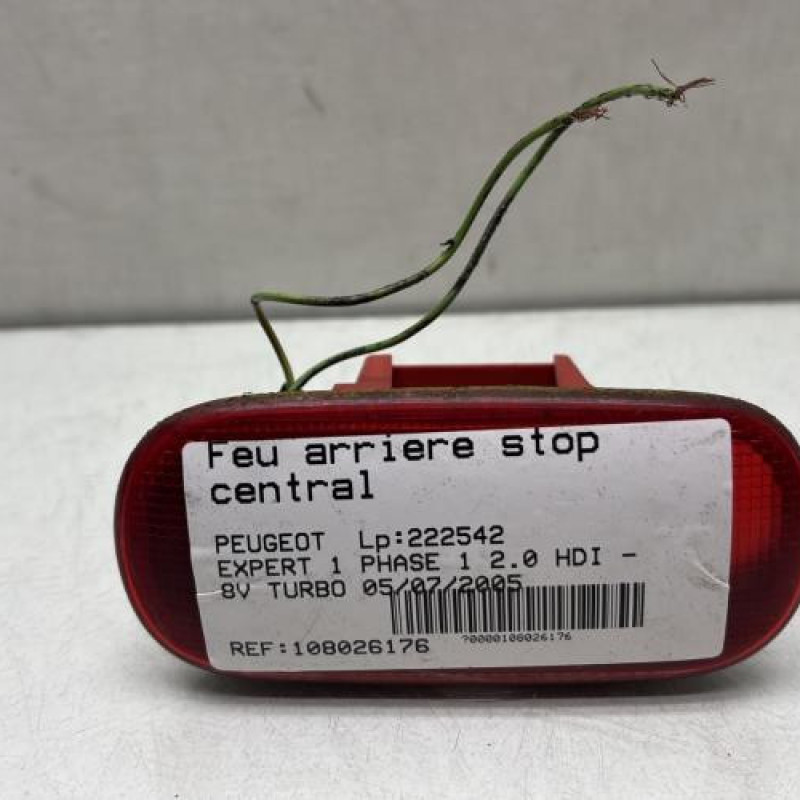 Feu arriere stop
central
PEUGEOT Lp:222542
EXPERT 1 PHASE 1 2.0 HDI -
8V TURBO 05/07/2005
?0000108026176
REF:108026176